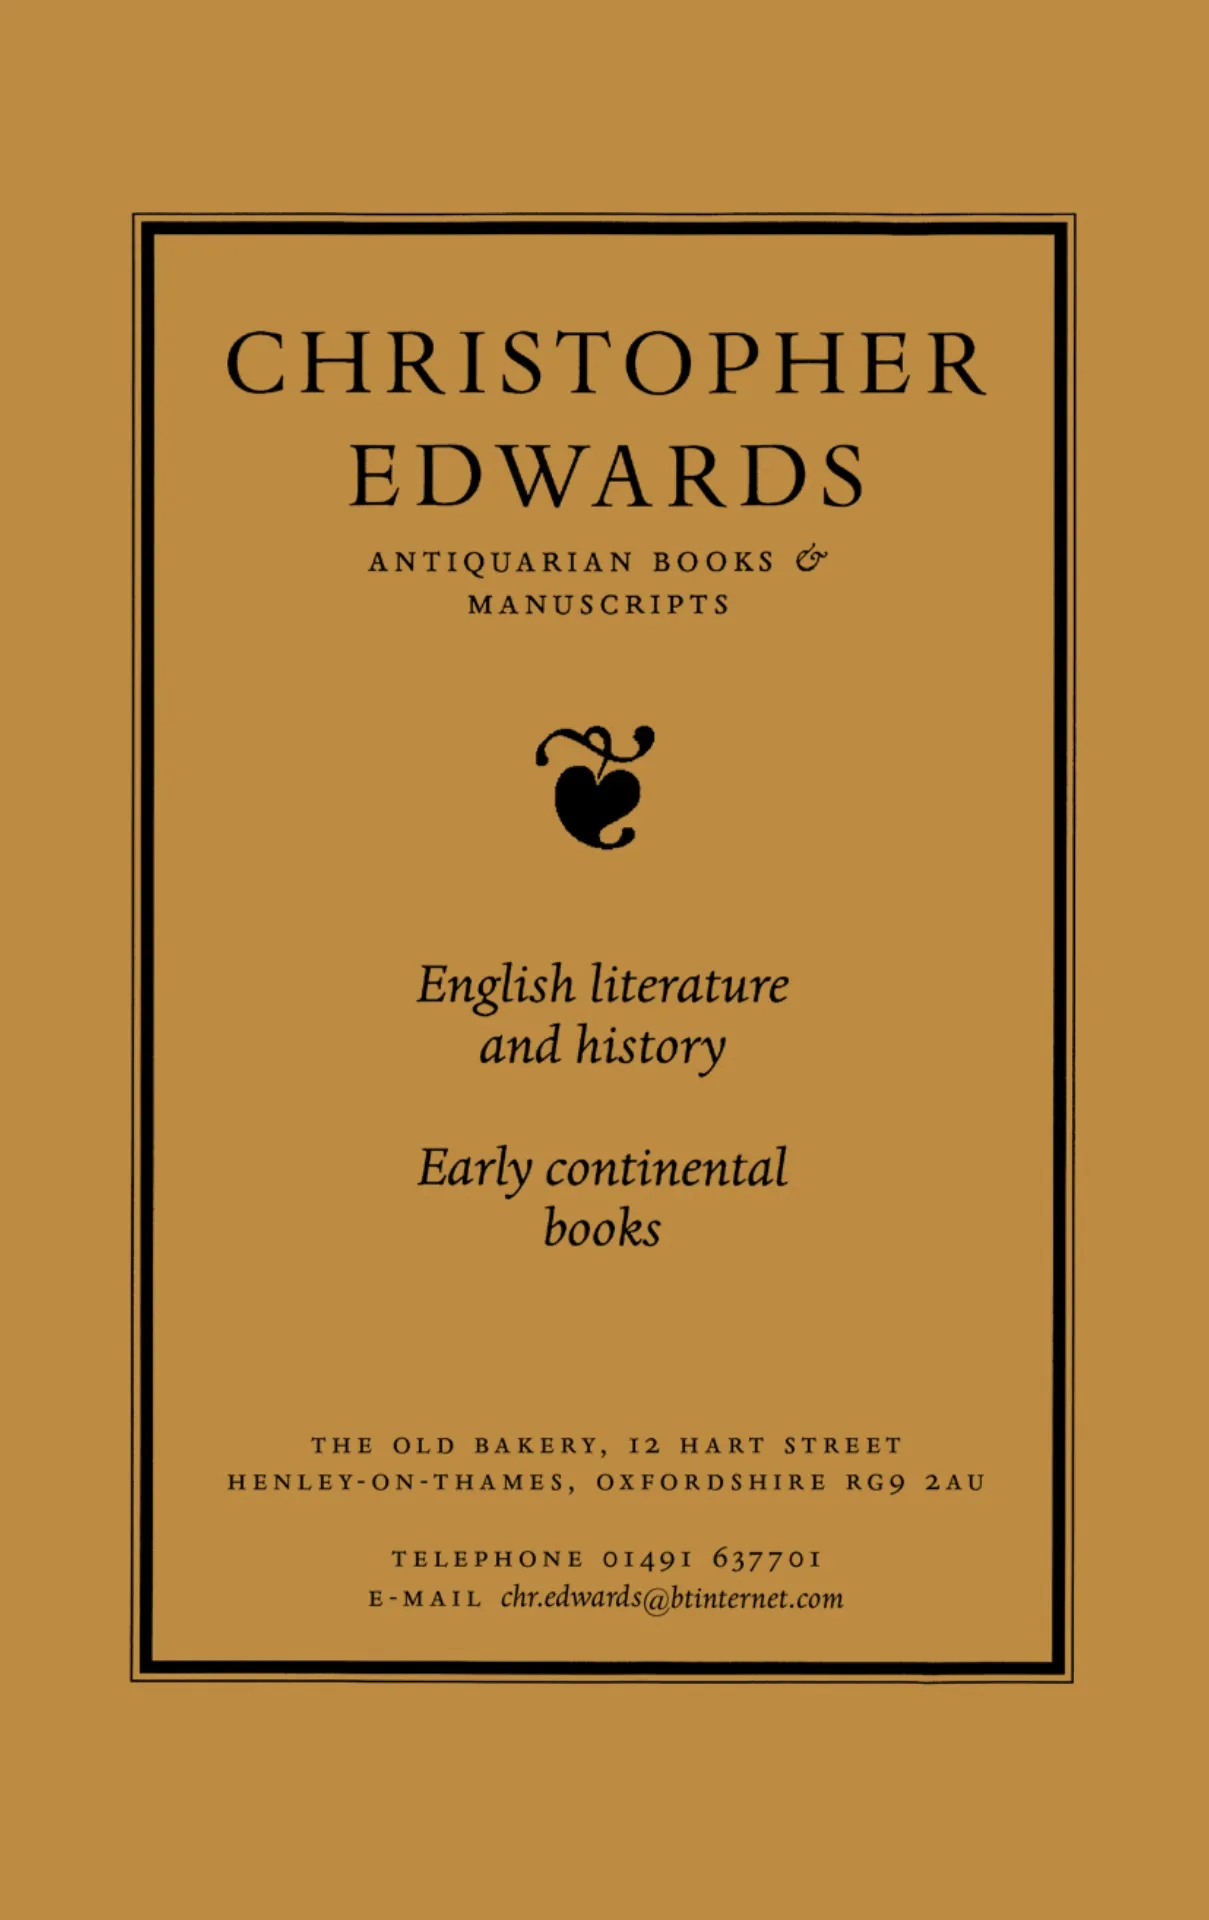 CHRISTOPHER
EDWARDS
ANTIQUARIAN BOOKS &
MANUSCRIPTS
English literature
and history
Early continental
books
THE OLD BAKERY, 12 HART STREET
HENLEY-ON-THAMES, OXFORDSHIRE RG9 2AU
TELEPHONE 01491 637701
E-MAIL chr.edwards@btinternet.com